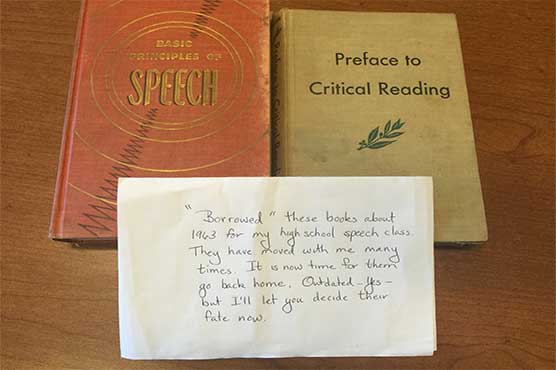 BASIC
PRINCIPLES OF
SPEECH
Preface to
Critical Reading
"Borrowed" these books about
1963 for my high school speech class.
They have moved with me many
times. It is now time for them
go back home. Outdated - Yes -
but I'll let you decide their
fate now.